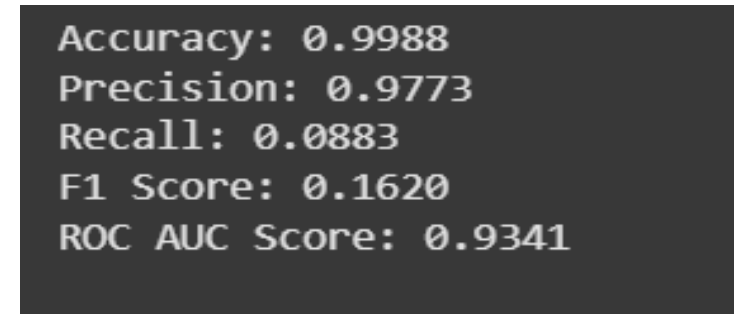 Accuracy: 0.9988
Precision: 0.9773
Recall: 0.0883
F1 Score: 0.1620
ROC AUC Score: 0.9341